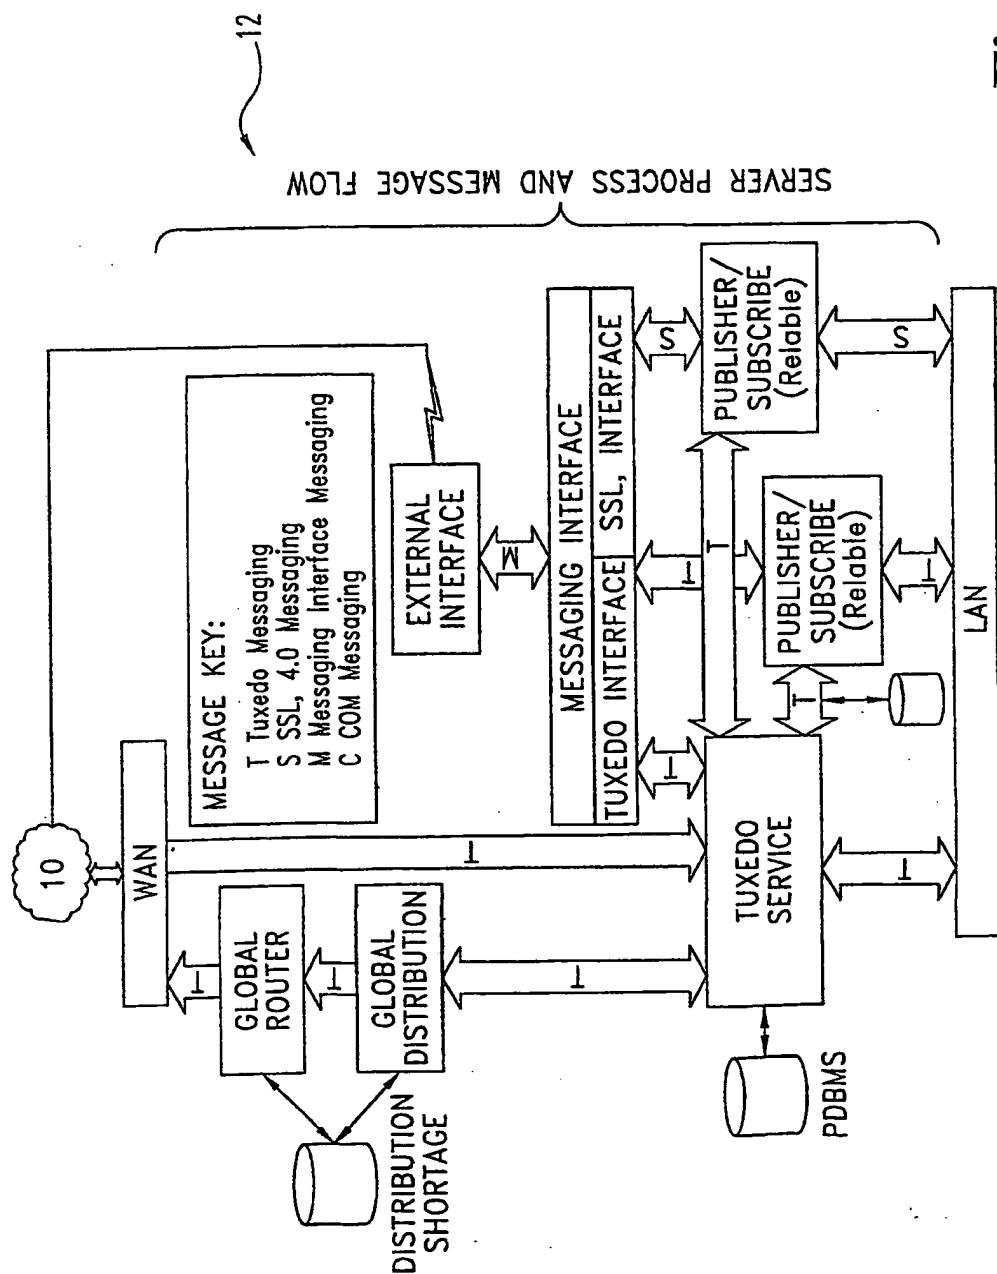 12
SERVER PROCESS AND MESSAGE FLOW
10
WAN
MESSAGE KEY:
T Tuxedo Messaging
S SSL, 4.0 Messaging
M Messaging Interface Messaging
C COM Messaging
GLOBAL
ROUTER
T
T
GLOBAL
DISTRIBUTION
DISTRIBUTION
SHORTAGE
T
T
EXTERNAL
INTERFACE
M
MESSAGING INTERFACE
TUXEDO INTERFACE
SSL, INTERFACE
T
T
S
T
PUBLISHER/
SUBSCRIBE
(Relable)
PUBLISHER/
SUBSCRIBE
(Relable)
T
TUXEDO
SERVICE
PDBMS
T
T
S
LAN